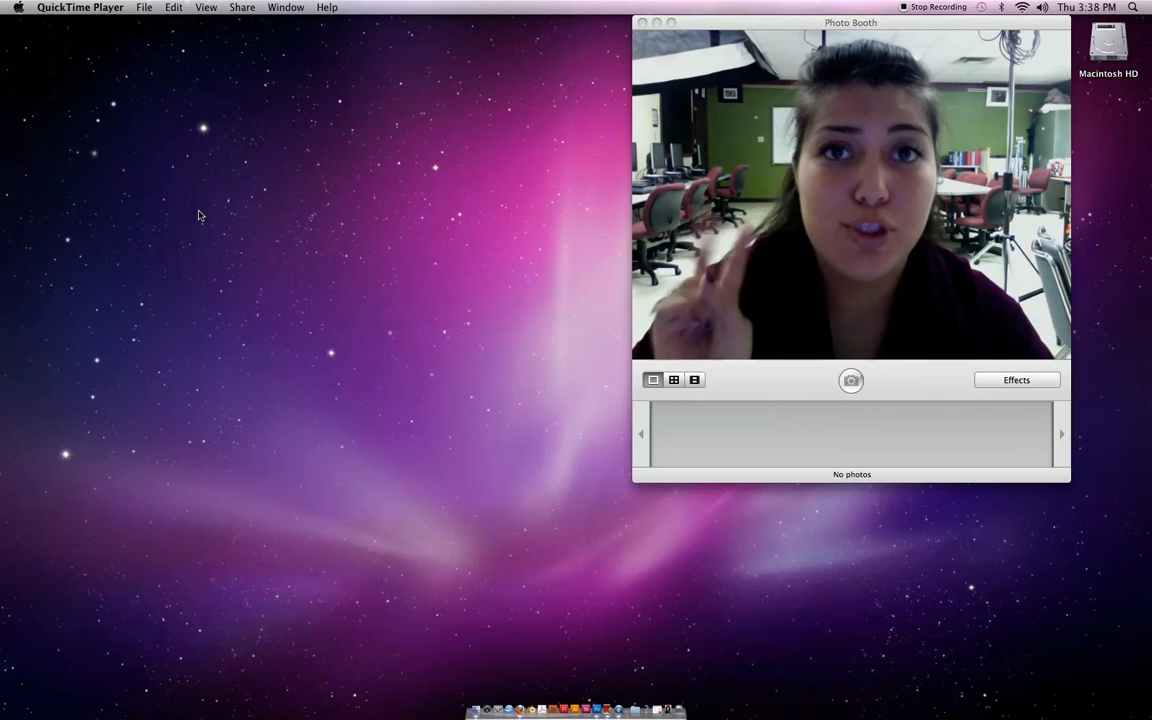 QuickTime Player File Edit View Share Window Help Stop Recording Thu 3:38 PM
Photo Booth
Macintosh HD
Effects
No photos